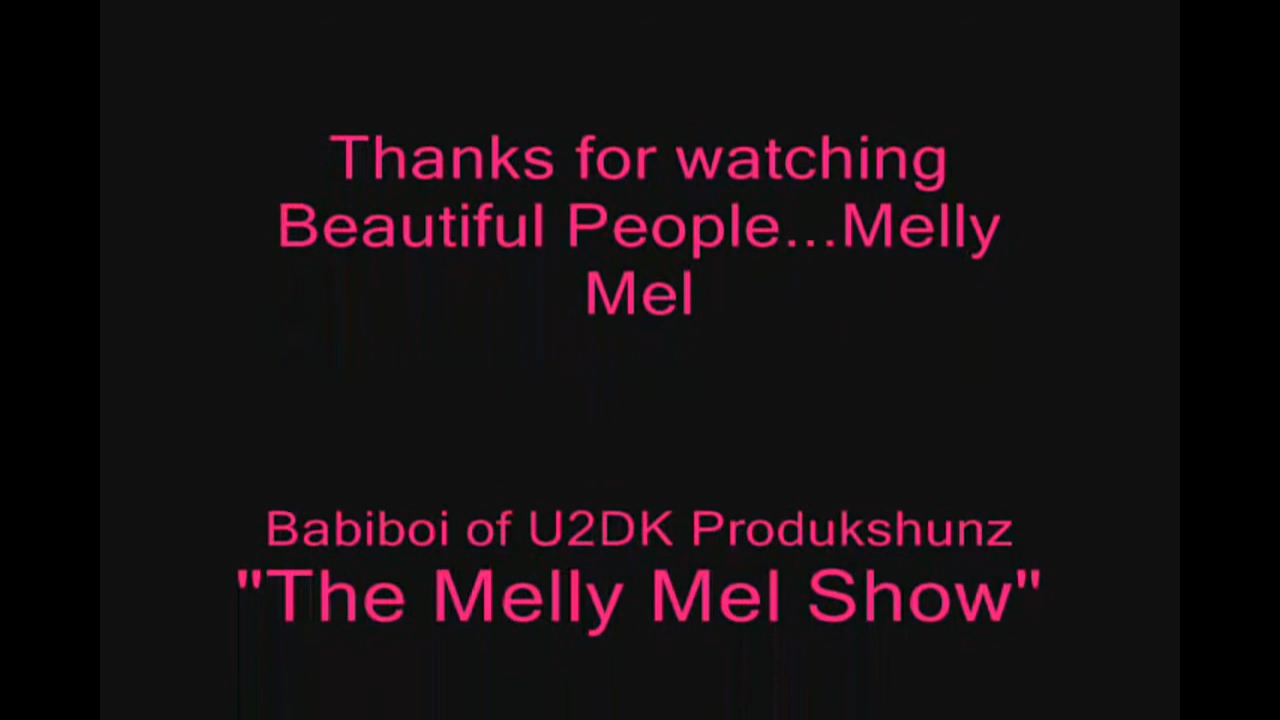 Thanks for watching
Beautiful People...Melly
Mel
Babiboi of U2DK Produkshunz
"The Melly Mel Show"